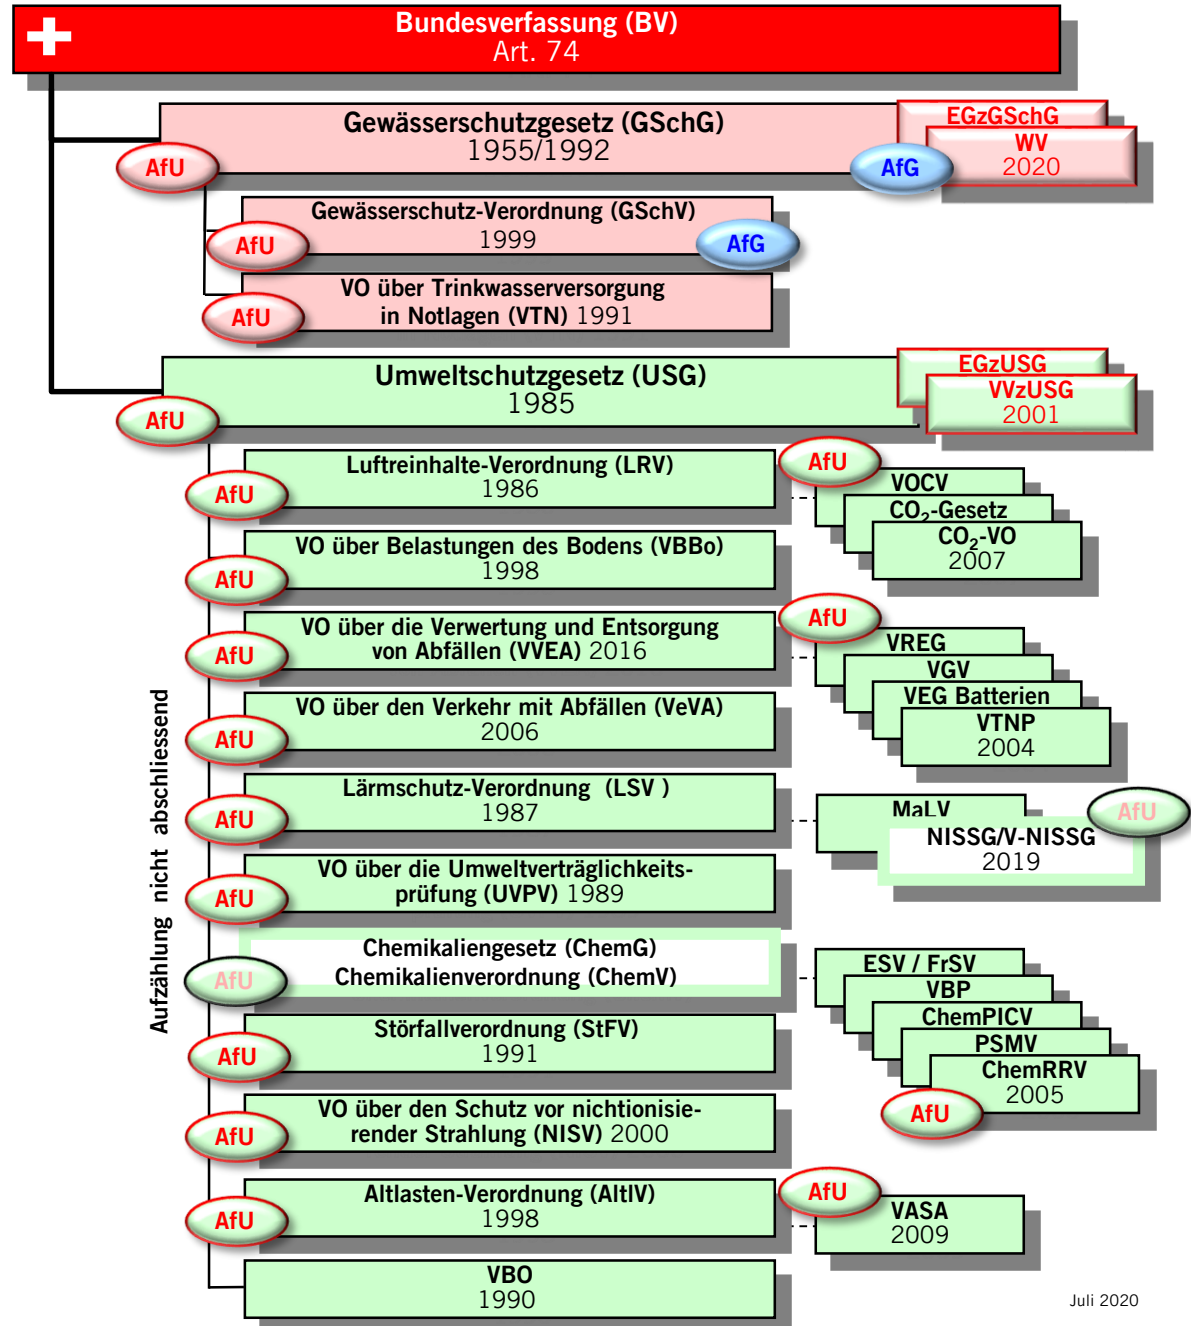 Bundesverfassung (BV)
Art. 74
Gewässerschutzgesetz (GSchG)
1955/1992
EGzGSchG
WV
2020
AfU
AfG
Gewässerschutz-Verordnung (GSchV)
1999
AfU
AfG
VO über Trinkwasserversorgung
in Notlagen (VTN) 1991
AfU
Umweltschutzgesetz (USG)
1985
EGzUSG
VVzUSG
2001
AfU
Aufzählung nicht abschliessend
Luftreinhalte-Verordnung (LRV)
1986
AfU
AfU
VOCV
CO₂-Gesetz
CO₂-VO
2007
VO über Belastungen des Bodens (VBBo)
1998
AfU
VO über die Verwertung und Entsorgung
von Abfällen (VVEA) 2016
AfU
AfU
VREG
VGV
VEG Batterien
VTNP
2004
VO über den Verkehr mit Abfällen (VeVA)
2006
AfU
Lärmschutz-Verordnung (LSV )
1987
AfU
MaLV
AfU
NISSG/V-NISSG
2019
VO über die Umweltverträglichkeits-
prüfung (UVPV) 1989
AfU
Chemikaliengesetz (ChemG)
Chemikalienverordnung (ChemV)
AfU
ESV / FrSV
VBP
ChemPICV
PSMV
ChemRRV
2005
AfU
Störfallverordnung (StFV)
1991
AfU
VO über den Schutz vor nichtionisie-
render Strahlung (NISV) 2000
AfU
Altlasten-Verordnung (AltlV)
1998
AfU
AfU
VASA
2009
VBO
1990
Juli 2020